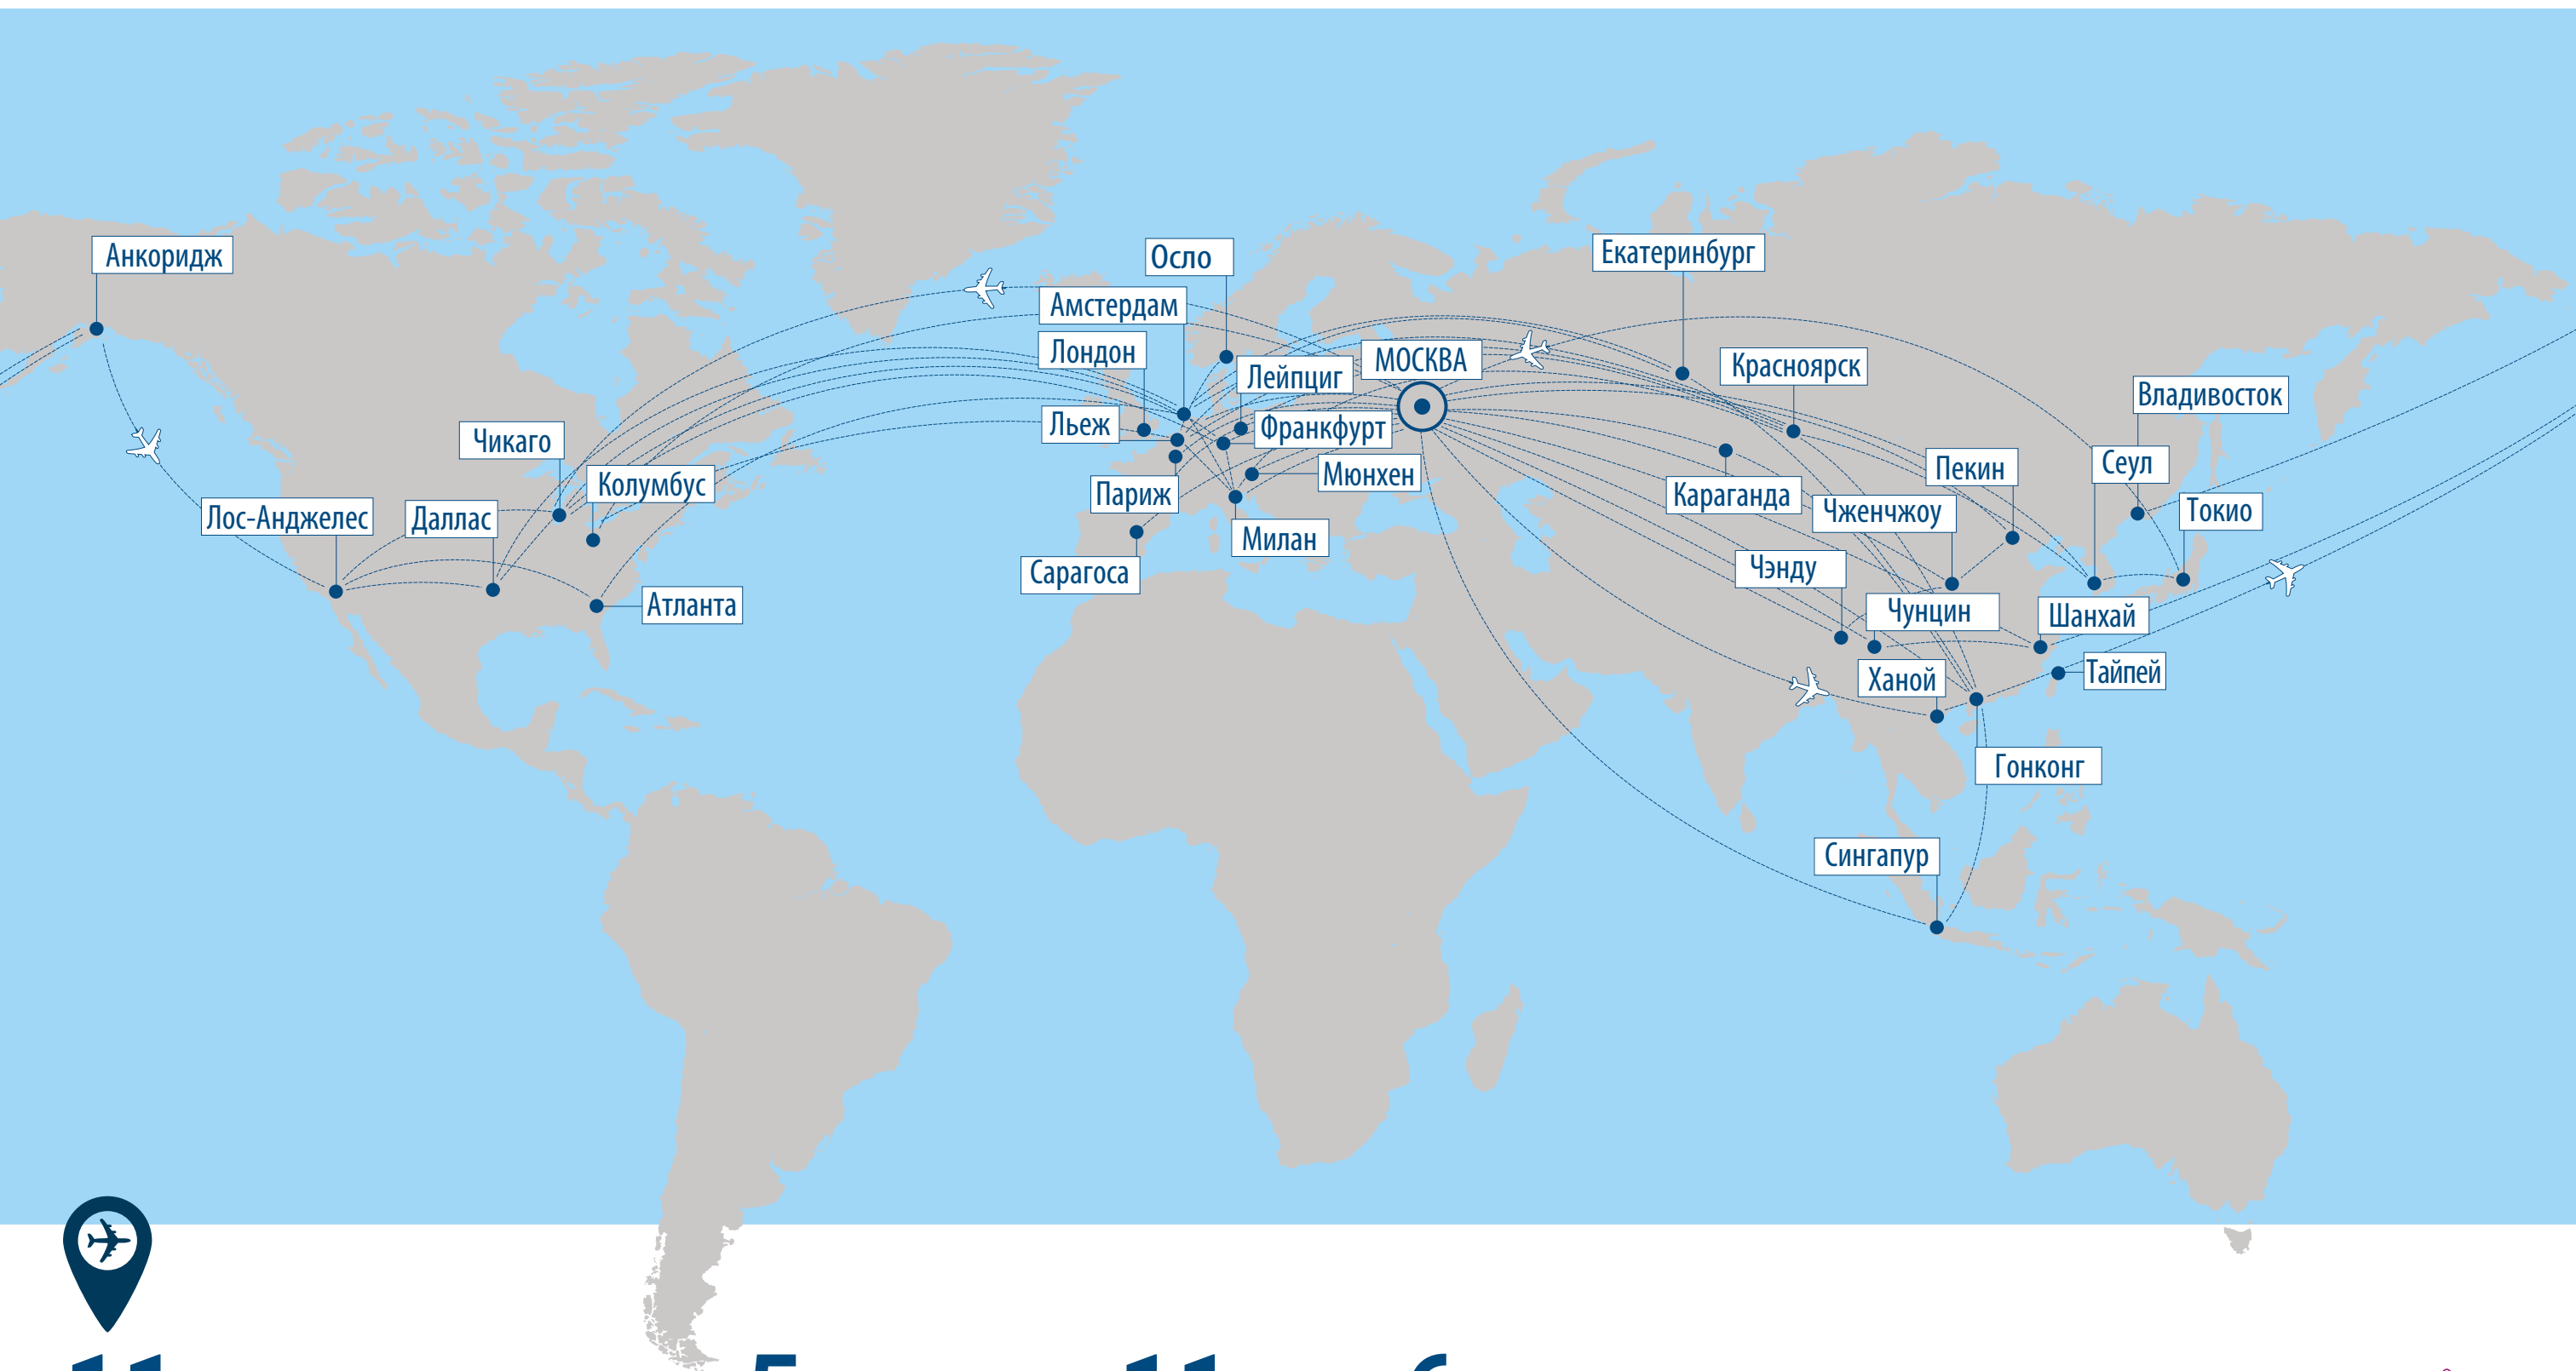 Анкоридж
Осло
Екатеринбург
Амстердам
Лондон
МОСКВА
Лейпциг
Красноярск
Владивосток
Льеж
Франкфурт
Чикаго
Колумбус
Мюнхен
Пекин
Сеул
Париж
Караганда
Чженчжоу
Токио
Лос-Анджелес
Даллас
Милан
Сарагоса
Чэнду
Атланта
Чунцин
Шанхай
Ханой
Тайпей
Гонконг
Сингапур